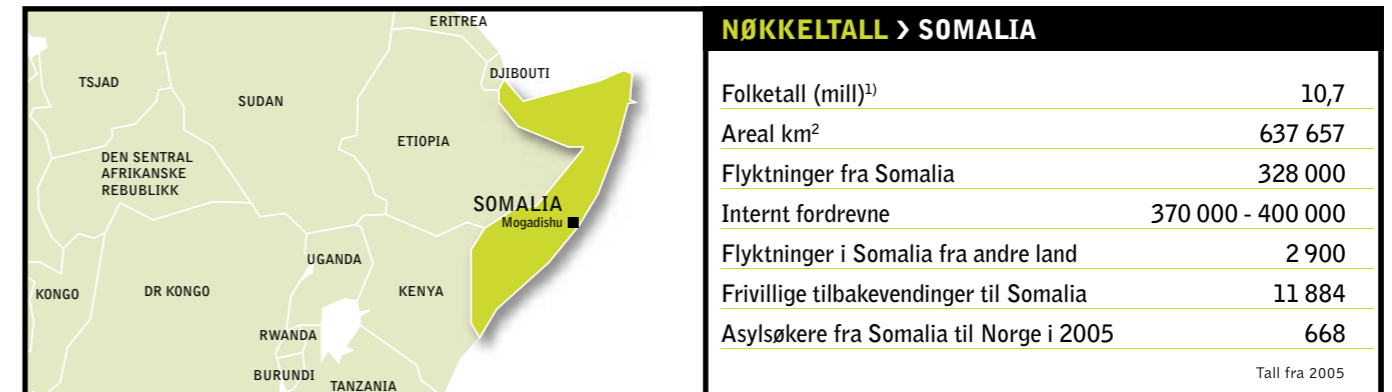 ERITREA
DJIBOUTI
TSJAD
SUDAN
ETIOPIA
DEN SENTRAL
AFRIKANSKE
REBUBLIKK
SOMALIA
Mogadishu
UGANDA
KONGO
DR KONGO
KENYA
RWANDA
BURUNDI
TANZANIA
NØKKELTALL > SOMALIA
Folketall (mill)1) 10,7
Areal km² 637 657
Flyktninger fra Somalia 328 000
Internt fordrevne 370 000 - 400 000
Flyktninger i Somalia fra andre land 2 900
Frivillige tilbakevendinger til Somalia 11 884
Asylsøkere fra Somalia til Norge i 2005 668
Tall fra 2005